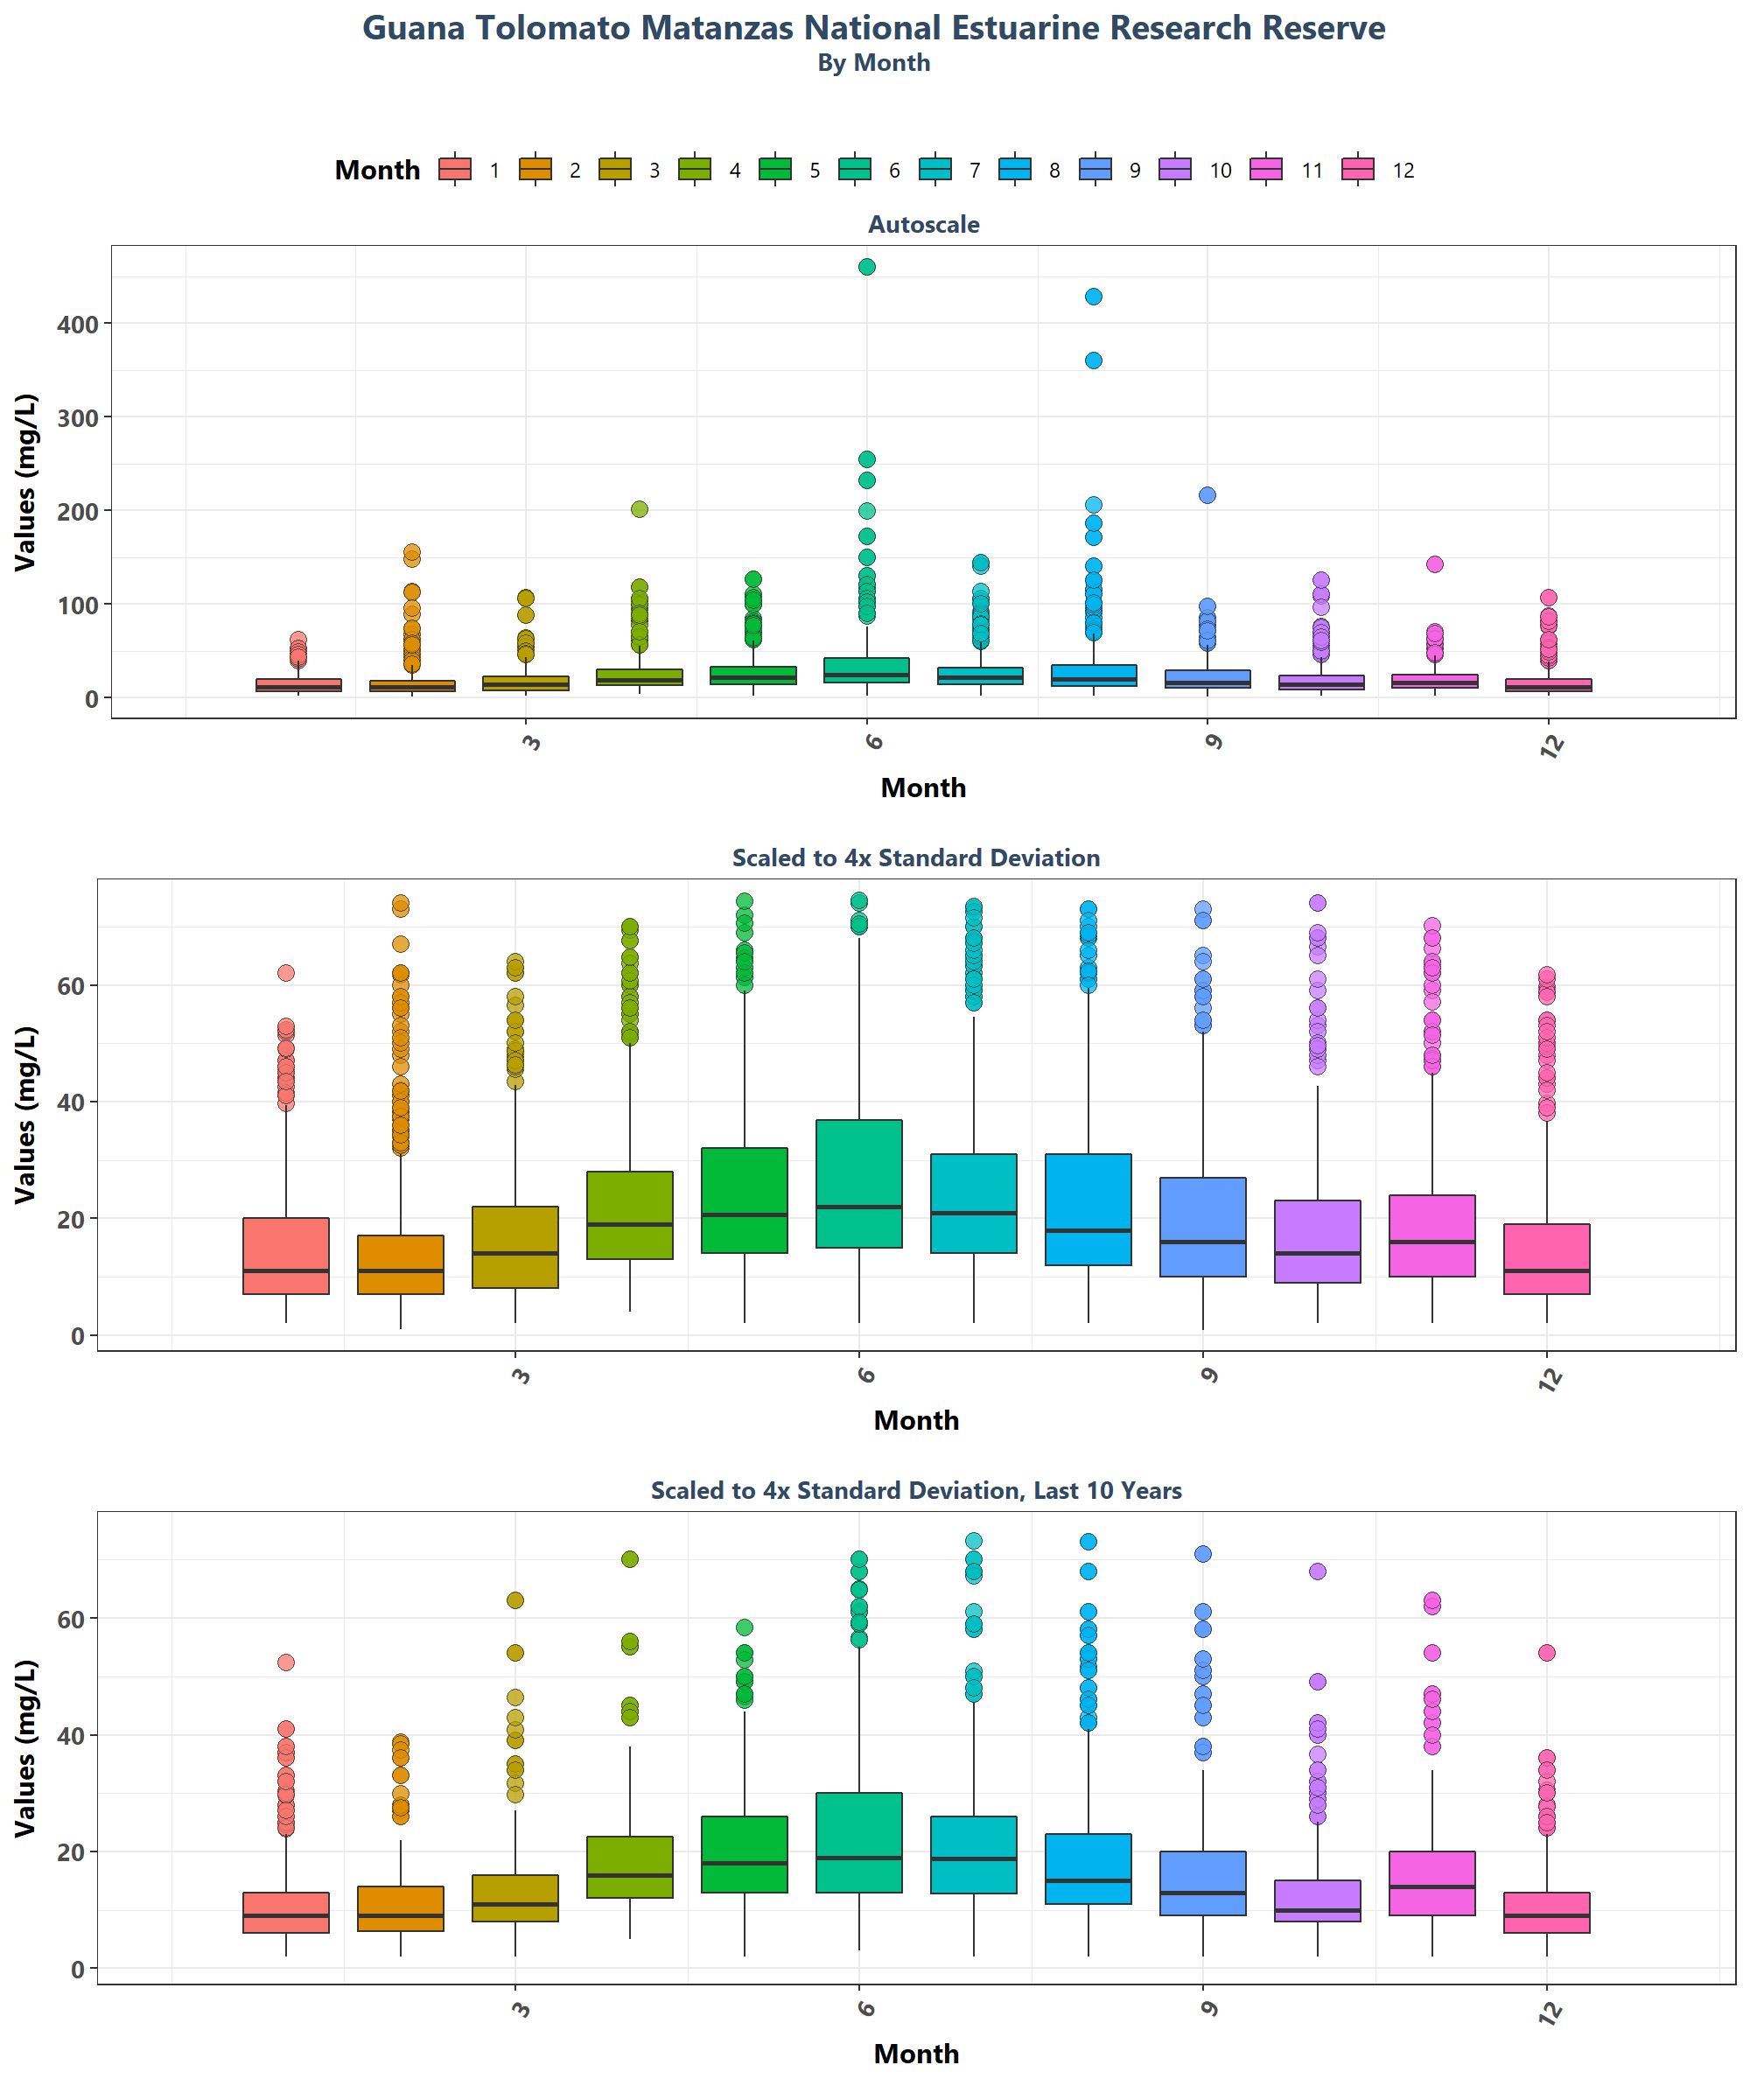 Guana Tolomato Matanzas National Estuarine Research Reserve
By Month
Month 1 2 3 4 5 6 7 8 9 10 11 12
Autoscale
Values (mg/L)
400
300
200
100
0
3 6 9 12
Month
Scaled to 4x Standard Deviation
Values (mg/L)
60
40
20
0
3 6 9 12
Month
Scaled to 4x Standard Deviation, Last 10 Years
Values (mg/L)
60
40
20
0
3 6 9 12
Month